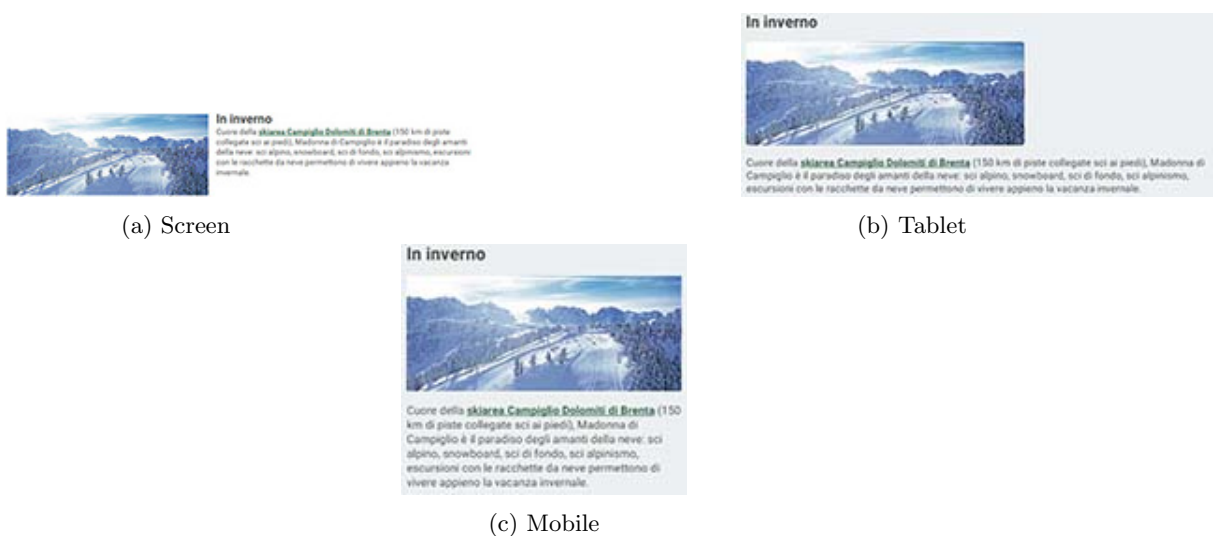 In inverno
Cuore della skiarea Campiglio Dolomiti di Brenta (150 km di piste
collegate sci ai piedi), Madonna di Campiglio è il paradiso degli amanti
della neve: sci alpino, snowboard, sci di fondo, sci alpinismo, escursioni
con le racchette da neve permettono di vivere appieno la vacanza
invernale.
(a) Screen
In inverno
Cuore della skiarea Campiglio Dolomiti di Brenta (150 km di piste collegate sci ai piedi), Madonna di
Campiglio è il paradiso degli amanti della neve: sci alpino, snowboard, sci di fondo, sci alpinismo,
escursioni con le racchette da neve permettono di vivere appieno la vacanza invernale.
(b) Tablet
In inverno
Cuore della skiarea Campiglio Dolomiti di Brenta (150
km di piste collegate sci ai piedi), Madonna di
Campiglio è il paradiso degli amanti della neve: sci
alpino, snowboard, sci di fondo, sci alpinismo,
escursioni con le racchette da neve permettono di
vivere appieno la vacanza invernale.
(c) Mobile